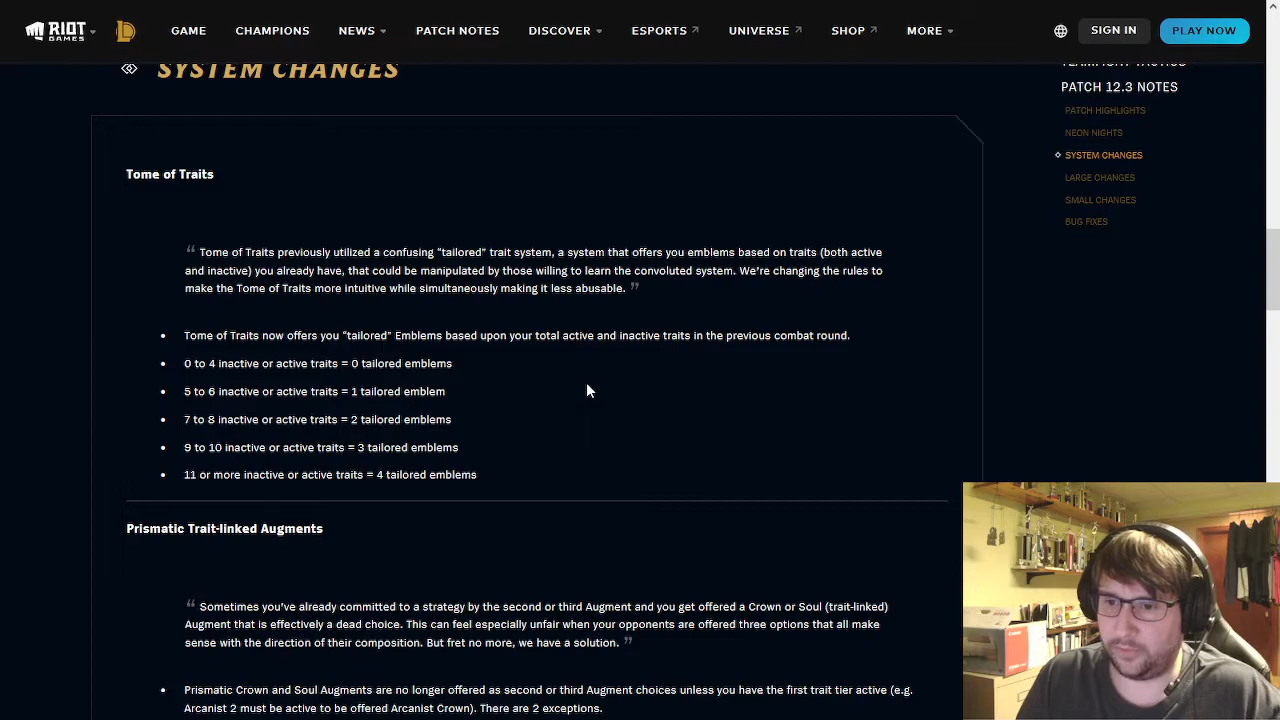 RIOT GAMES
GAME CHAMPIONS NEWS PATCH NOTES DISCOVER ESPORTS UNIVERSE SHOP MORE SIGN IN PLAY NOW
SYSTEM CHANGES
TEAMFIGHT TACTICS
PATCH 12.3 NOTES
PATCH HIGHLIGHTS
NEON NIGHTS
SYSTEM CHANGES
LARGE CHANGES
SMALL CHANGES
BUG FIXES
Tome of Traits
“ Tome of Traits previously utilized a confusing “tailored” trait system, a system that offers you emblems based on traits (both active
and inactive) you already have, that could be manipulated by those willing to learn the convoluted system. We’re changing the rules to
make the Tome of Traits more intuitive while simultaneously making it less abusable. ”
• Tome of Traits now offers you “tailored” Emblems based upon your total active and inactive traits in the previous combat round.
• 0 to 4 inactive or active traits = 0 tailored emblems
• 5 to 6 inactive or active traits = 1 tailored emblem
• 7 to 8 inactive or active traits = 2 tailored emblems
• 9 to 10 inactive or active traits = 3 tailored emblems
• 11 or more inactive or active traits = 4 tailored emblems
Prismatic Trait-linked Augments
“ Sometimes you’ve already committed to a strategy by the second or third Augment and you get offered a Crown or Soul (trait-linked)
Augment that is effectively a dead choice. This can feel especially unfair when your opponents are offered three options that all make
sense with the direction of their composition. But fret no more, we have a solution. ”
• Prismatic Crown and Soul Augments are no longer offered as second or third Augment choices unless you have the first trait tier active (e.g.
Arcanist 2 must be active to be offered Arcanist Crown). There are 2 exceptions.